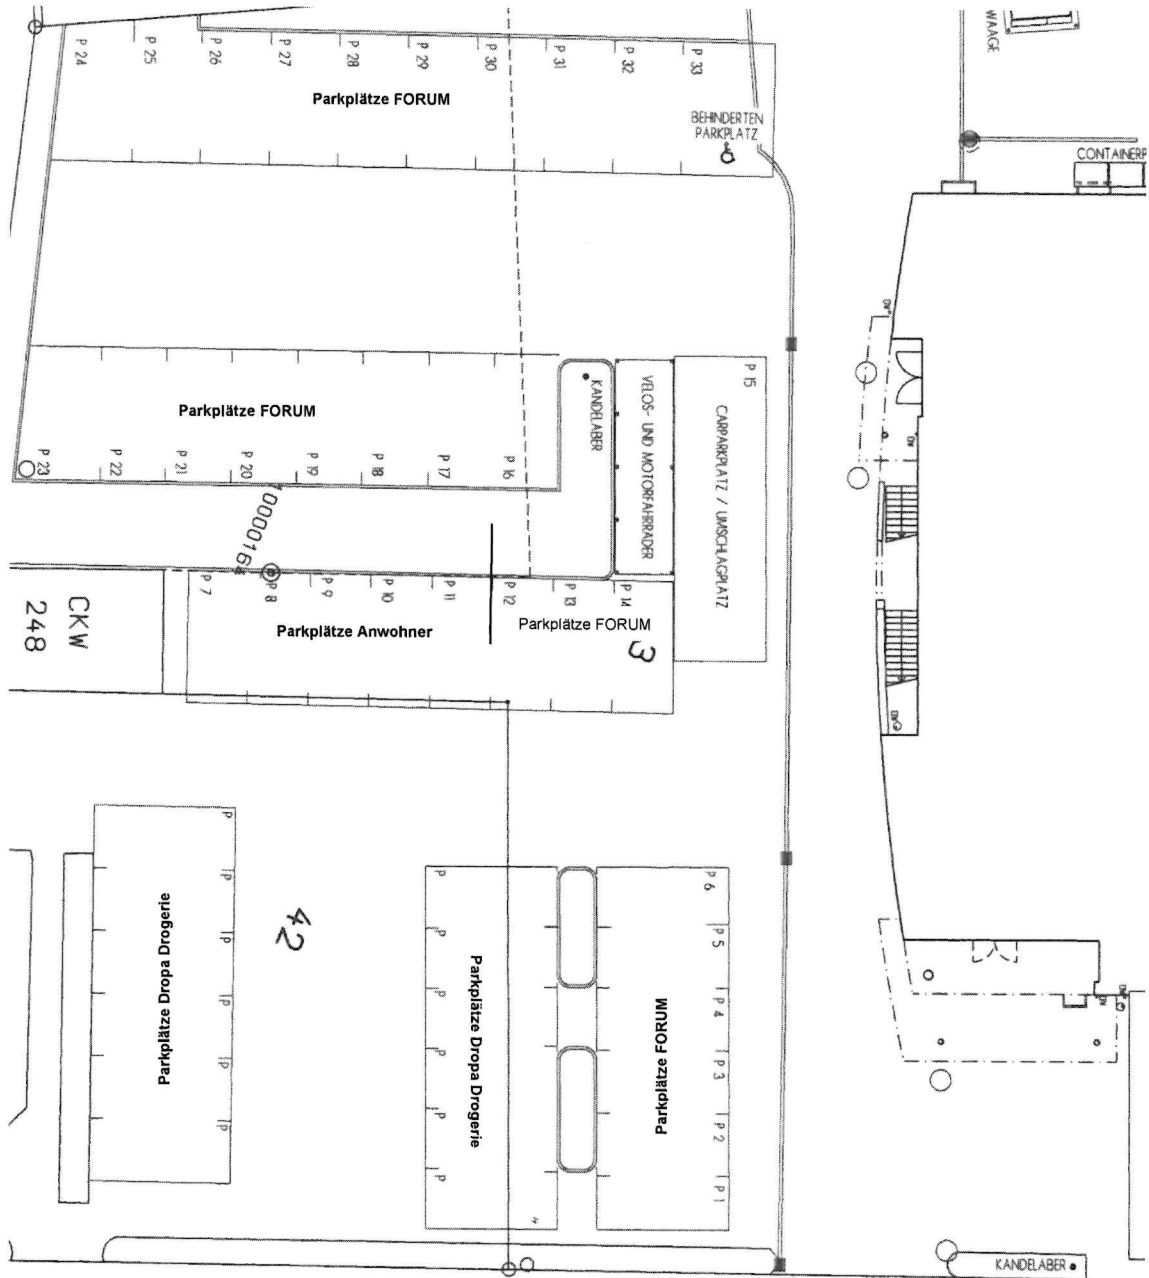 P 24
P 25
P 26
P 27
P 28
P 29
P 30
P 31
P 32
P 33
WAAGE
Parkplätze FORUM
BEHINDERTEN
PARKPLATZ
CONTAINERP
P 15
CARPARKPLATZ / UMSCHLAGPLATZ
VELOS- UND MOTORFAHRRÄDER
KANDELABER
Parkplätze FORUM
P 23
P 22
P 21
P 20
P 19
P 18
P 17
P 16
P 7
P 8
P 9
P 10
P 11
P 12
P 13
P 14
CKW
248
Parkplätze Anwohner
Parkplätze FORUM
3
P
P
P
P
P
P
Parkplätze Dropa Drogerie
42
P
P
P
P
P
P
Parkplätze Dropa Drogerie
Parkplätze FORUM
P 6
P 5
P 4
P 3
P 2
P 1
KANDELABER